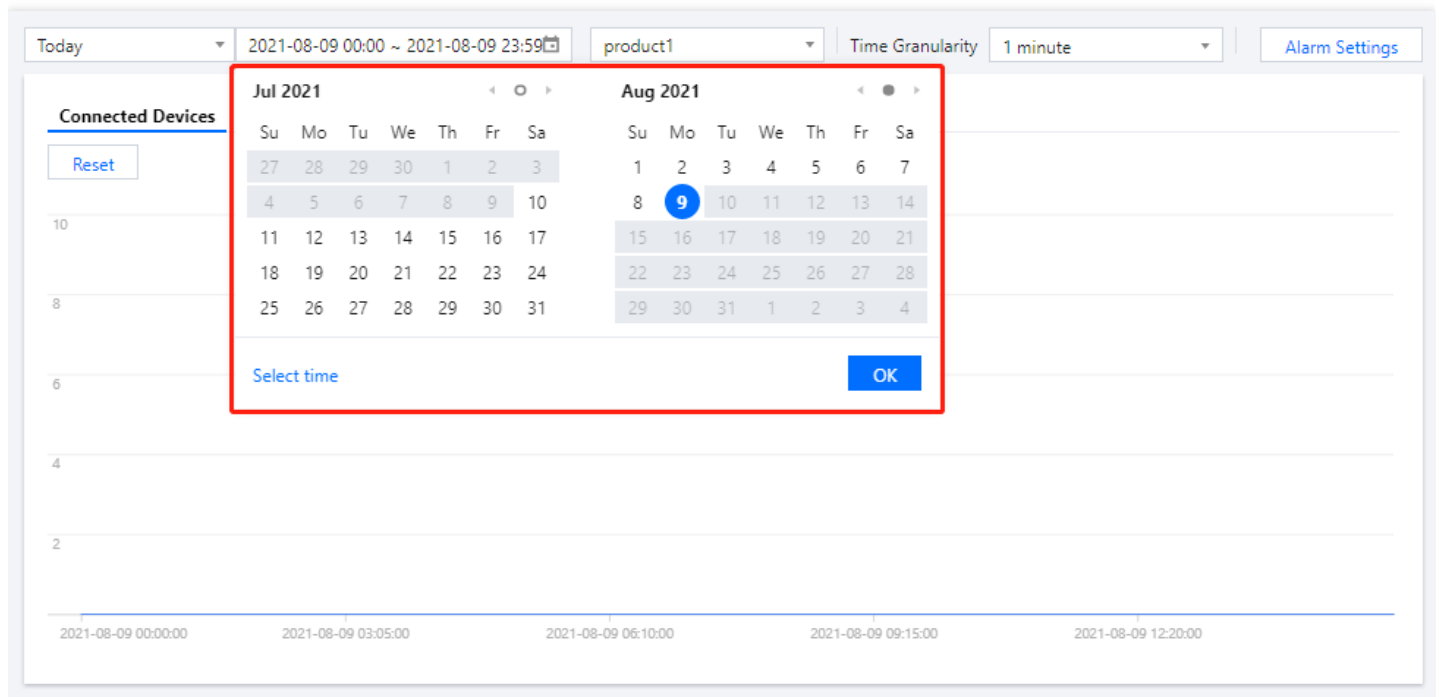 Today 2021-08-09 00:00 ~ 2021-08-09 23:59 product1 Time Granularity 1 minute Alarm Settings
Jul 2021 Aug 2021
Connected Devices
Su Mo Tu We Th Fr Sa Su Mo Tu We Th Fr Sa
Reset
27 28 29 30 1 2 3 1 2 3 4 5 6 7
4 5 6 7 8 9 10 8 9 10 11 12 13 14
10
11 12 13 14 15 16 17 15 16 17 18 19 20 21
18 19 20 21 22 23 24 22 23 24 25 26 27 28
8
25 26 27 28 29 30 31 29 30 31 1 2 3 4
Select time OK
6
4
2
2021-08-09 00:00:00 2021-08-09 03:05:00 2021-08-09 06:10:00 2021-08-09 09:15:00 2021-08-09 12:20:00